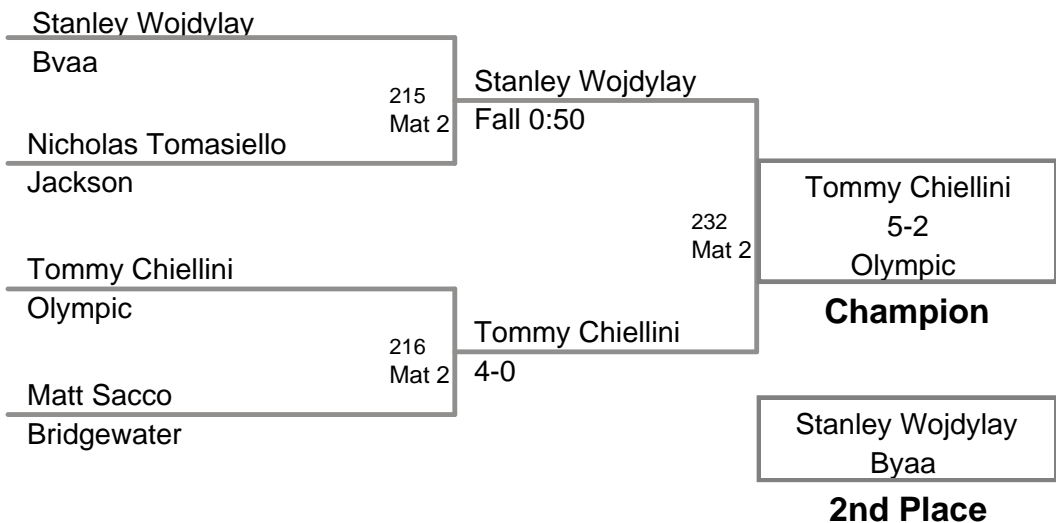 Stanley Wojdylay
Bvaa
215
Mat 2
Stanley Wojdylay
Fall 0:50
Nicholas Tomasiello
Jackson
Tommy Chiellini
Olympic
216
Mat 2
Tommy Chiellini
4-0
Matt Sacco
Bridgewater
232
Mat 2
Tommy Chiellini
5-2
Olympic
Champion
Stanley Wojdylay
Byaa
2nd Place